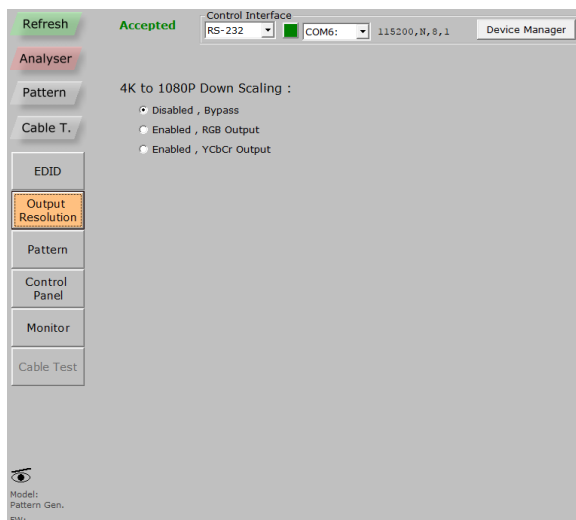 Refresh
Accepted
Control Interface
RS-232
COM6:
115200,N,8,1
Device Manager
Analyser
Pattern
Cable T.
4K to 1080P Down Scaling :
Disabled , Bypass
Enabled , RGB Output
Enabled , YCbCr Output
EDID
Output
Resolution
Pattern
Control
Panel
Monitor
Cable Test
Model:
Pattern Gen.
FW: